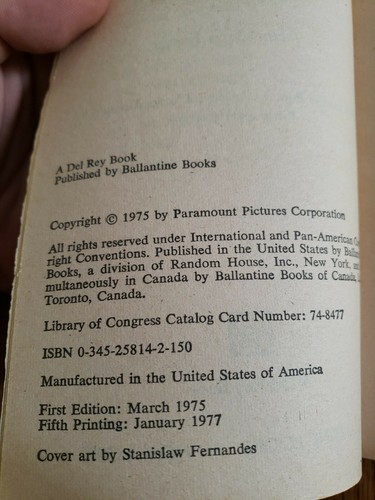 A Del Rey Book
Published by Ballantine Books
Copyright © 1975 by Paramount Pictures Corporation
All rights reserved under International and Pan-American
right Conventions. Published in the United States by
Books, a division of Random House, Inc., New York, and
multaneously in Canada by Ballantine Books of Canada,
Toronto, Canada.
Library of Congress Catalog Card Number: 74-8477
ISBN 0-345-25814-2-150
Manufactured in the United States of America
First Edition: March 1975
Fifth Printing: January 1977
Cover art by Stanislaw Fernandes